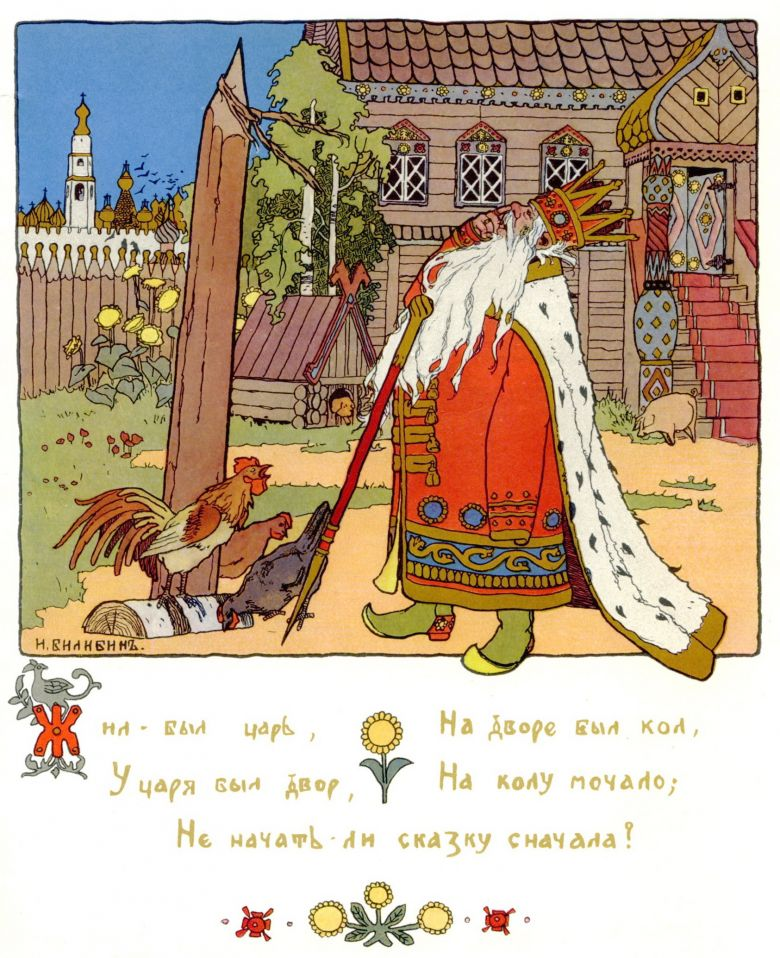 И. БИЛИБИНЪ.
Жил-был царь,
У царя был двор,
На дворе был кол,
На колу мочало;
Не начать-ли сказку сначала?